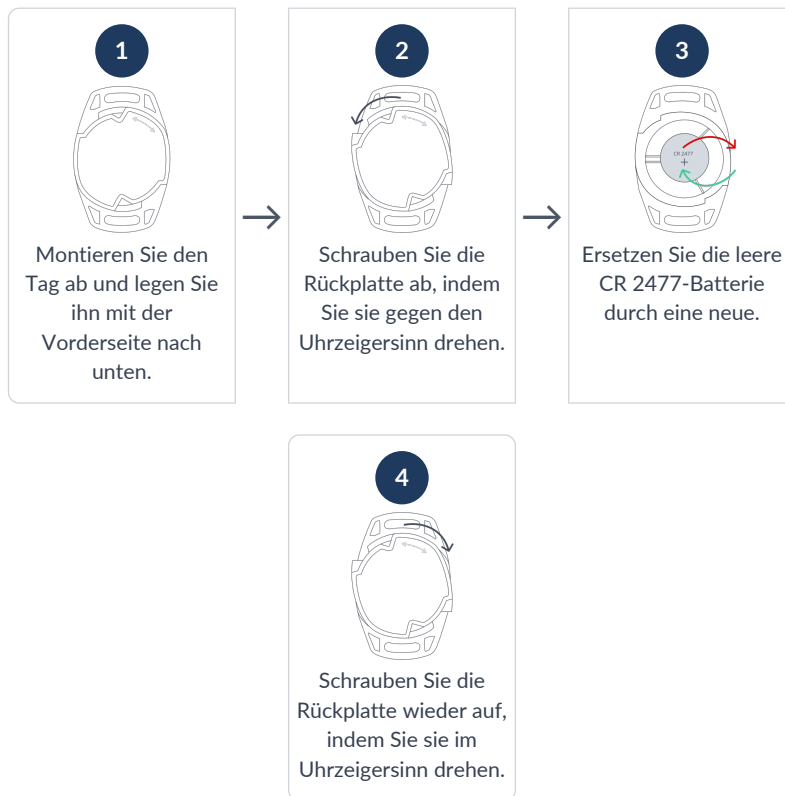 1
Montieren Sie den
Tag ab und legen Sie
ihn mit der
Vorderseite nach
unten.
2
Schrauben Sie die
Rückplatte ab, indem
Sie sie gegen den
Uhrzeigersinn drehen.
3
CR 2477
+
Ersetzen Sie die leere
CR 2477-Batterie
durch eine neue.
4
Schrauben Sie die
Rückplatte wieder auf,
indem Sie sie im
Uhrzeigersinn drehen.